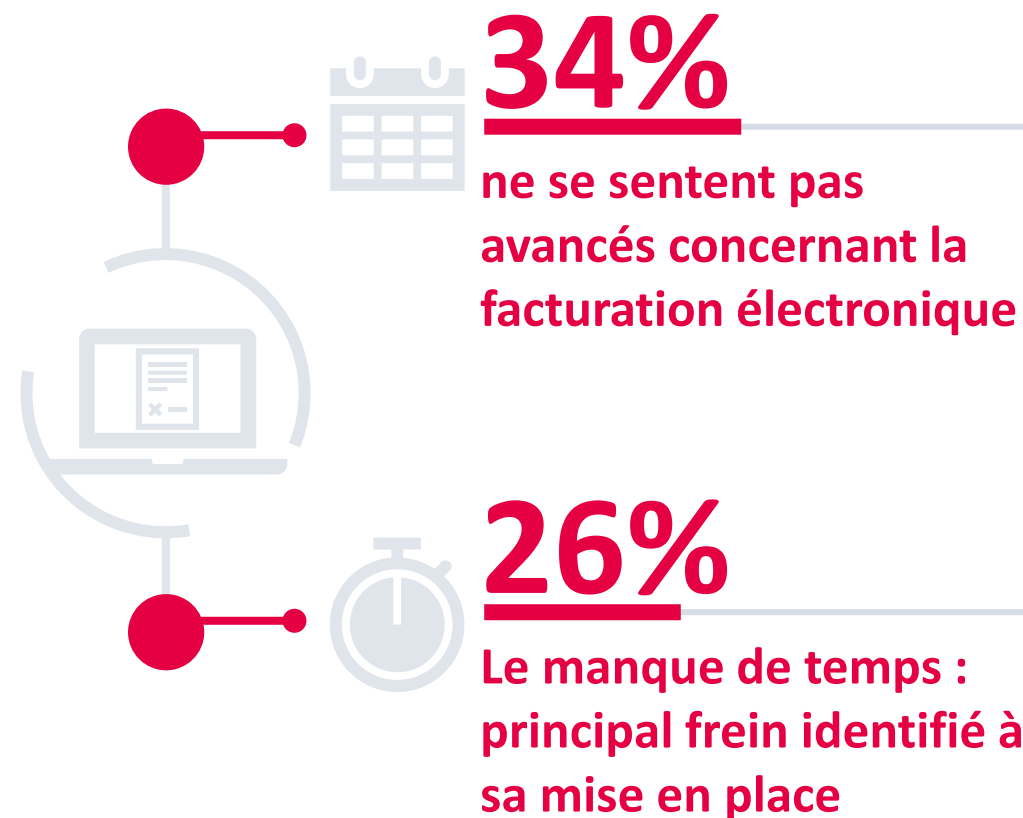 34%
ne se sentent pas
avancés concernant la
facturation électronique
26%
Le manque de temps :
principal frein identifié à
sa mise en place